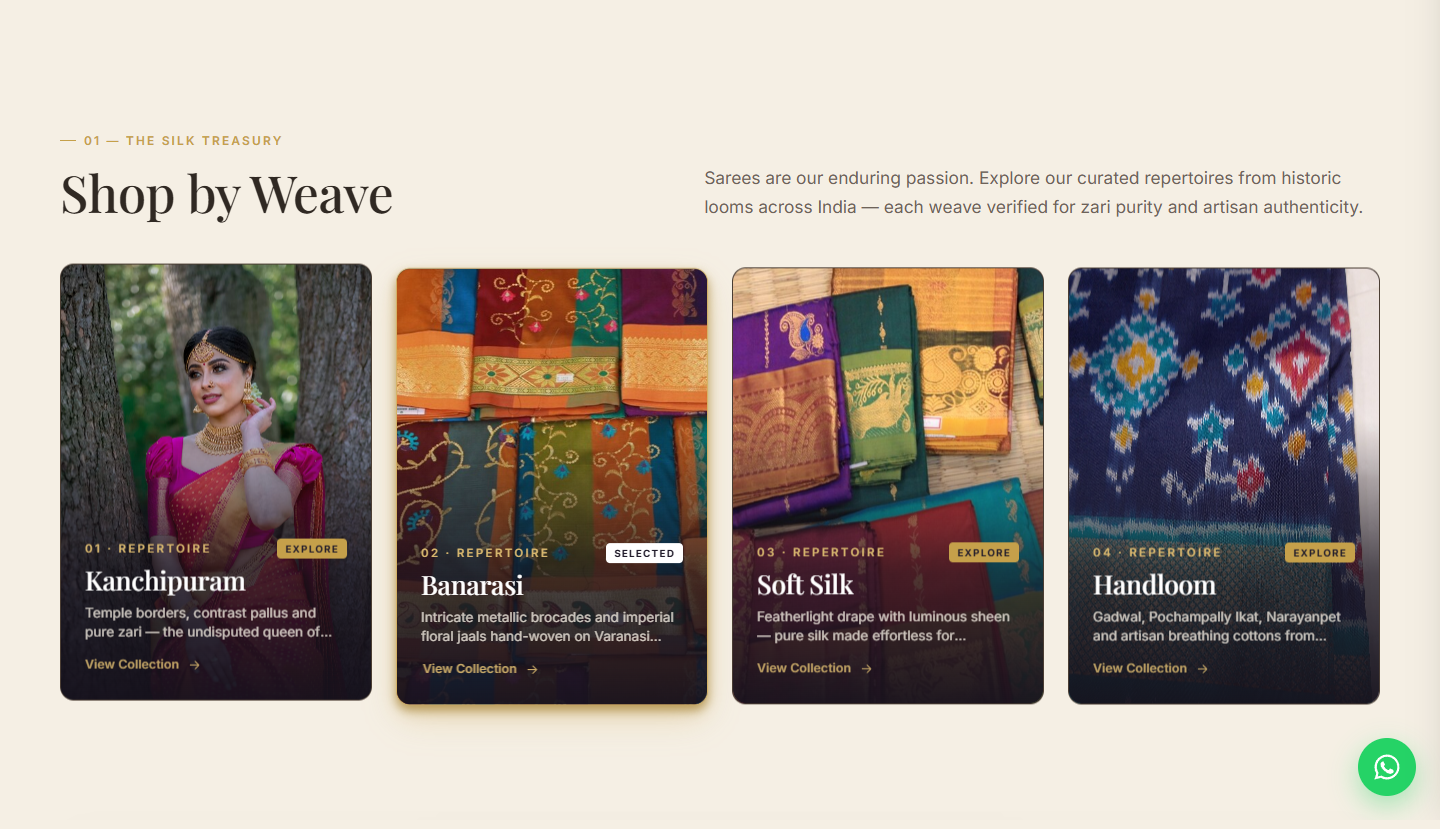 — 01 — THE SILK TREASURY
Shop by Weave
Sarees are our enduring passion. Explore our curated repertoires from historic
looms across India — each weave verified for zari purity and artisan authenticity.
01 · REPERTOIRE EXPLORE
Kanchipuram
Temple borders, contrast pallus and
pure zari — the undisputed queen of...
View Collection →
02 · REPERTOIRE SELECTED
Banarasi
Intricate metallic brocades and imperial
floral jaals hand-woven on Varanasi...
View Collection →
03 · REPERTOIRE EXPLORE
Soft Silk
Featherlight drape with luminous sheen
— pure silk made effortless for...
View Collection →
04 · REPERTOIRE EXPLORE
Handloom
Gadwal, Pochampally Ikat, Narayanpet
and artisan breathing cottons from...
View Collection →